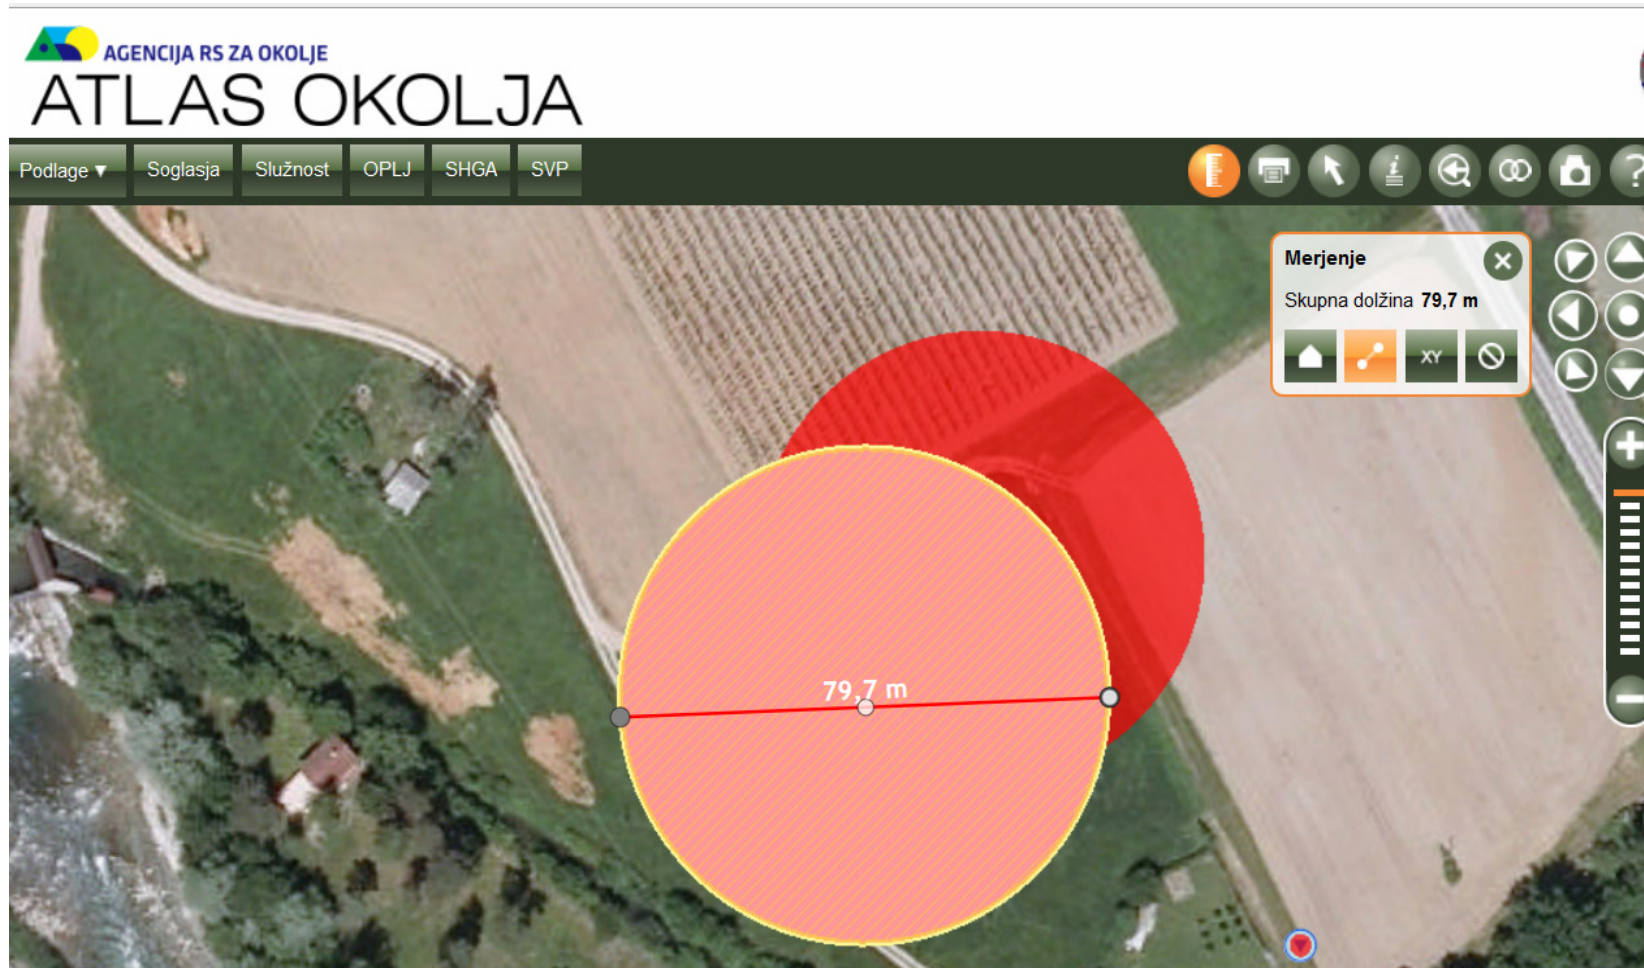 AGENCIJA RS ZA OKOLJE
ATLAS OKOLJA
Podlage ▼ Soglasja Služnost OPLJ SHGA SVP
Merjenje
Skupna dolžina 79,7 m
XY
79,7 m